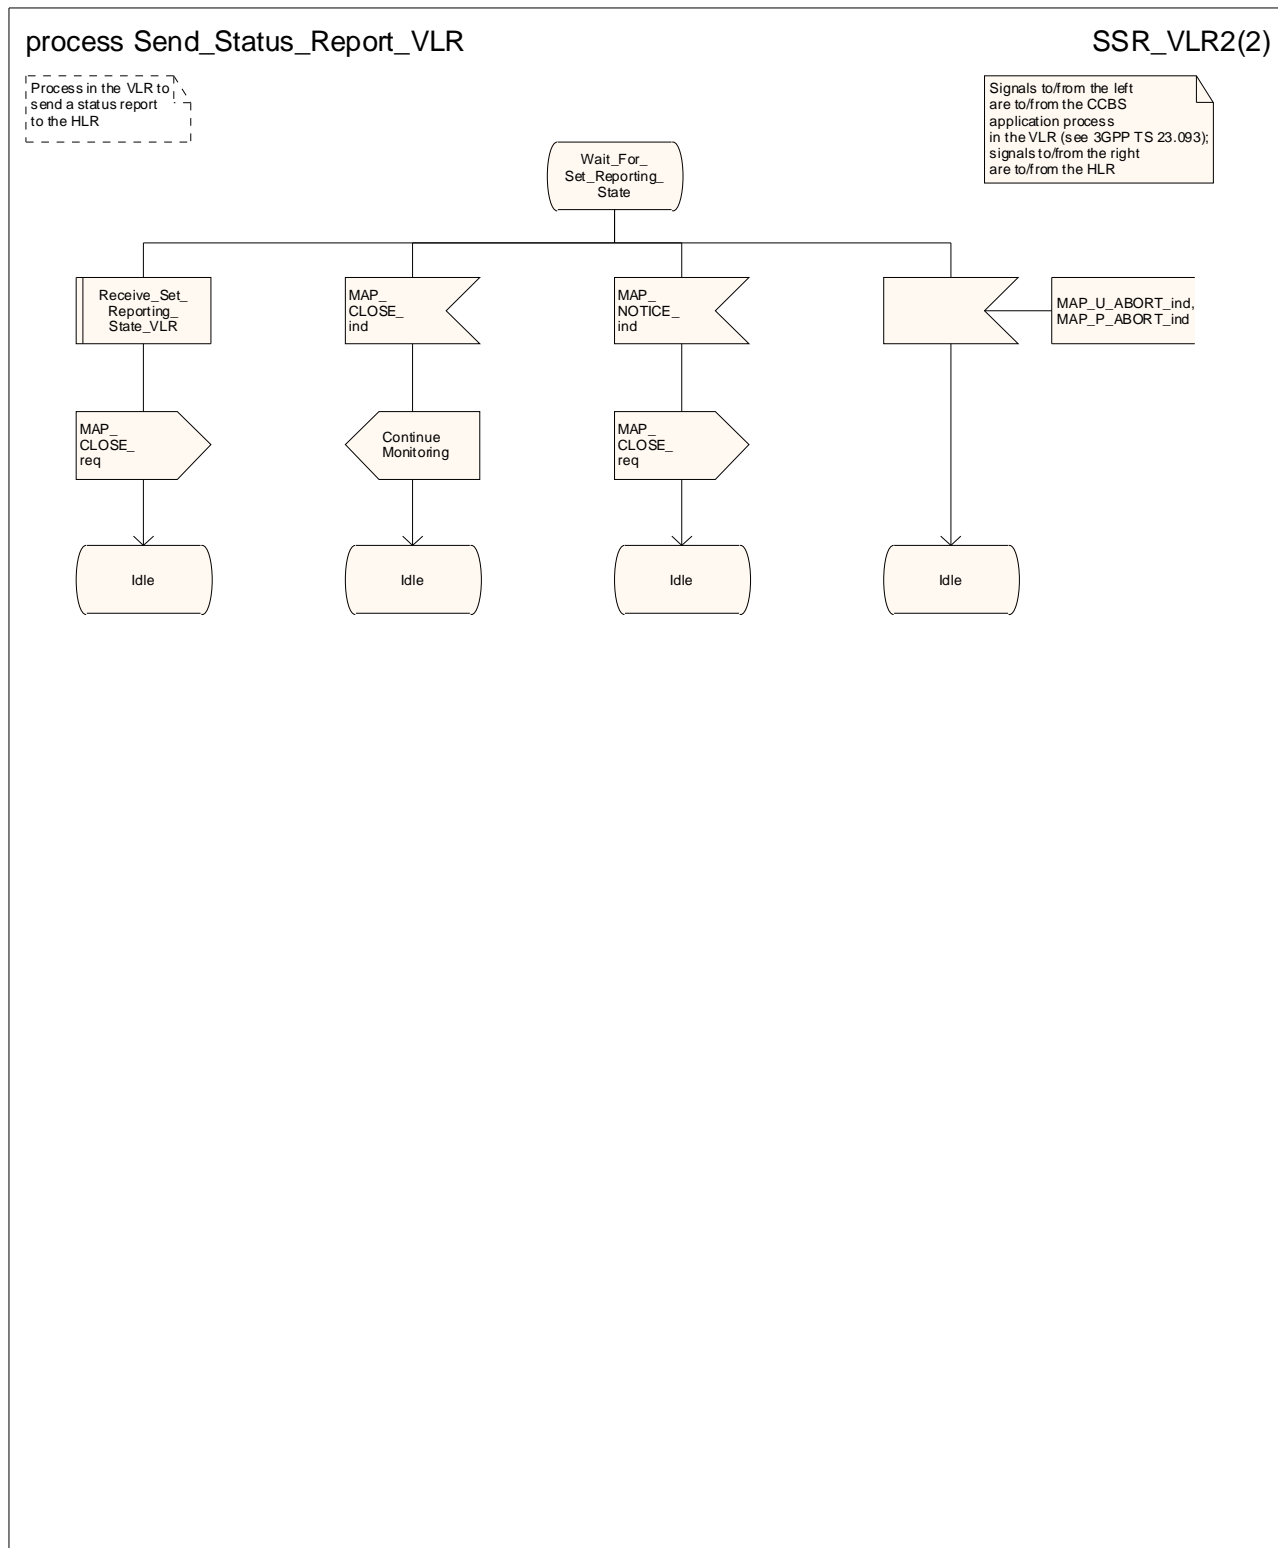 process Send_Status_Report_VLR
SSR_VLR2(2)
Process in the VLR to
send a status report
to the HLR
Signals to/from the left
are to/from the CCBS
application process
in the VLR (see 3GPP TS 23.093);
signals to/from the right
are to/from the HLR
Wait_For_
Set_Reporting_
State
Receive_Set_
Reporting_
State_VLR
MAP_
CLOSE_
ind
MAP_
NOTICE_
ind
MAP_U_ABORT_ind,
MAP_P_ABORT_ind
MAP_
CLOSE_
req
Continue
Monitoring
MAP_
CLOSE_
req
Idle
Idle
Idle
Idle